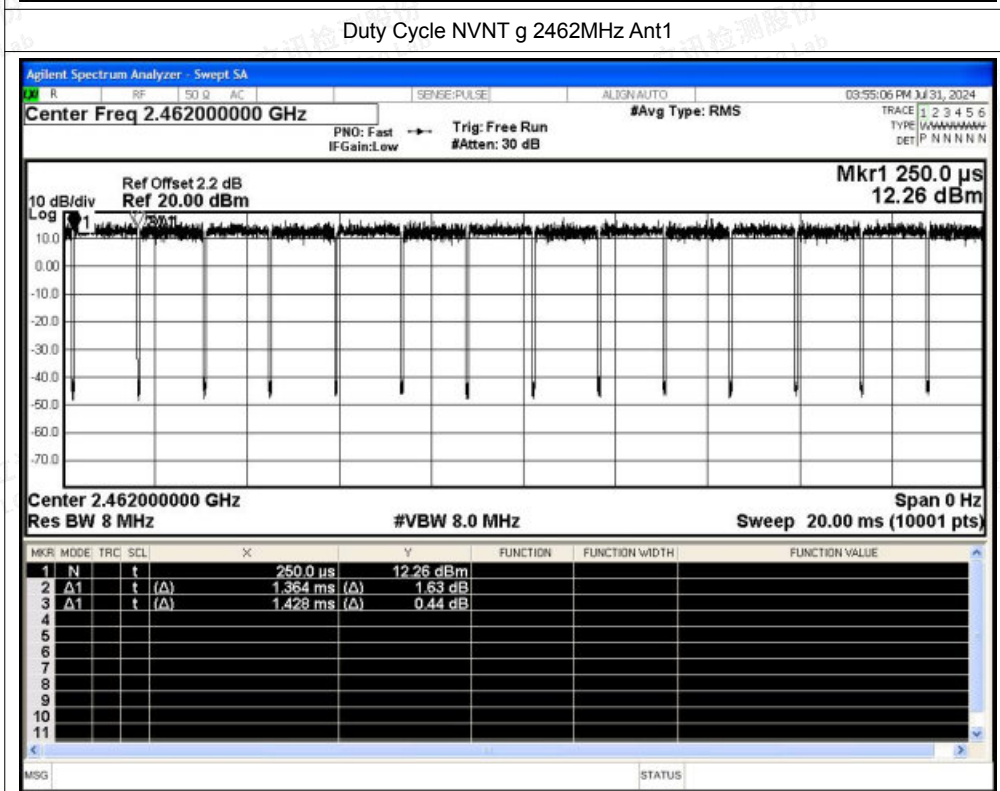 Duty Cycle NVNT g 2462MHz Ant1
Agilent Spectrum Analyzer - Swept SA
R RF 50 Ω AC SENSE:PULSE ALIGN AUTO 03:55:06 PM Jul 31, 2024
Center Freq 2.462000000 GHz #Avg Type: RMS TRACE 1 2 3 4 5 6
PNO: Fast Trig: Free Run TYPE
IFGain:Low #Atten: 30 dB DET P N N N N N
Mkr1 250.0 µs
Ref Offset 2.2 dB
10 dB/div Ref 20.00 dBm 12.26 dBm
Log
1
10.0
0.00
-10.0
-20.0
-30.0
-40.0
-50.0
-60.0
-70.0
Center 2.462000000 GHz Span 0 Hz
Res BW 8 MHz #VBW 8.0 MHz Sweep 20.00 ms (10001 pts)
MKR MODE TRC SCL X Y FUNCTION FUNCTION WIDTH FUNCTION VALUE
1 N t 250.0 µs 12.26 dBm
2 Δ1 t (Δ) 1.364 ms (Δ) 1.63 dB
3 Δ1 t (Δ) 1.428 ms (Δ) 0.44 dB
4
5
6
7
8
9
10
11
MSG STATUS